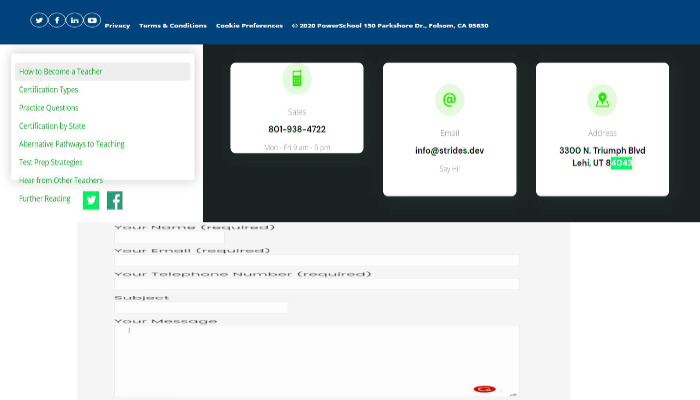 Privacy Terms & Conditions Cookie Preferences © 2020 PowerSchool 150 Parkshore Dr., Folsom, CA 95630
How to Become a Teacher
Certification Types
Practice Questions
Certification by State
Alternative Pathways to Teaching
Test Prep Strategies
Hear from Other Teachers
Further Reading
Sales
801-938-4722
Mon - Fri 9 am - 5 pm
Email
info@strides.dev
Say Hi!
Address
3300 N. Triumph Blvd
Lehi, UT 84043
Your Name (required)
Your Email (required)
Your Telephone Number (required)
Subject
Your Message